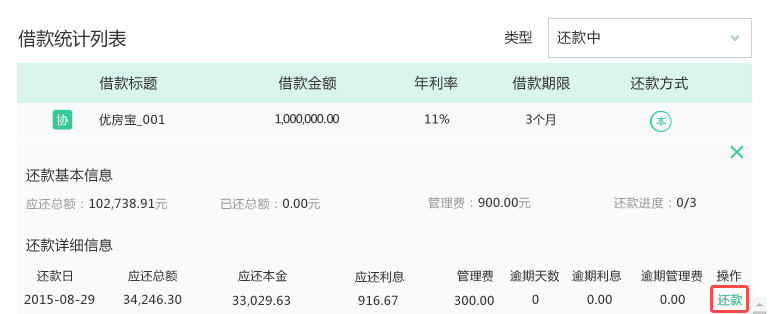 借款统计列表 类型 还款中
借款标题 借款金额 年利率 借款期限 还款方式
协 优房宝_001 1,000,000.00 11% 3个月 本
还款基本信息
应还总额：102,738.91元 已还总额：0.00元 管理费：900.00元 还款进度：0/3
还款详细信息
还款日 应还总额 应还本金 应还利息 管理费 逾期天数 逾期利息 逾期管理费 操作
2015-08-29 34,246.30 33,029.63 916.67 300.00 0 0.00 0.00 还款